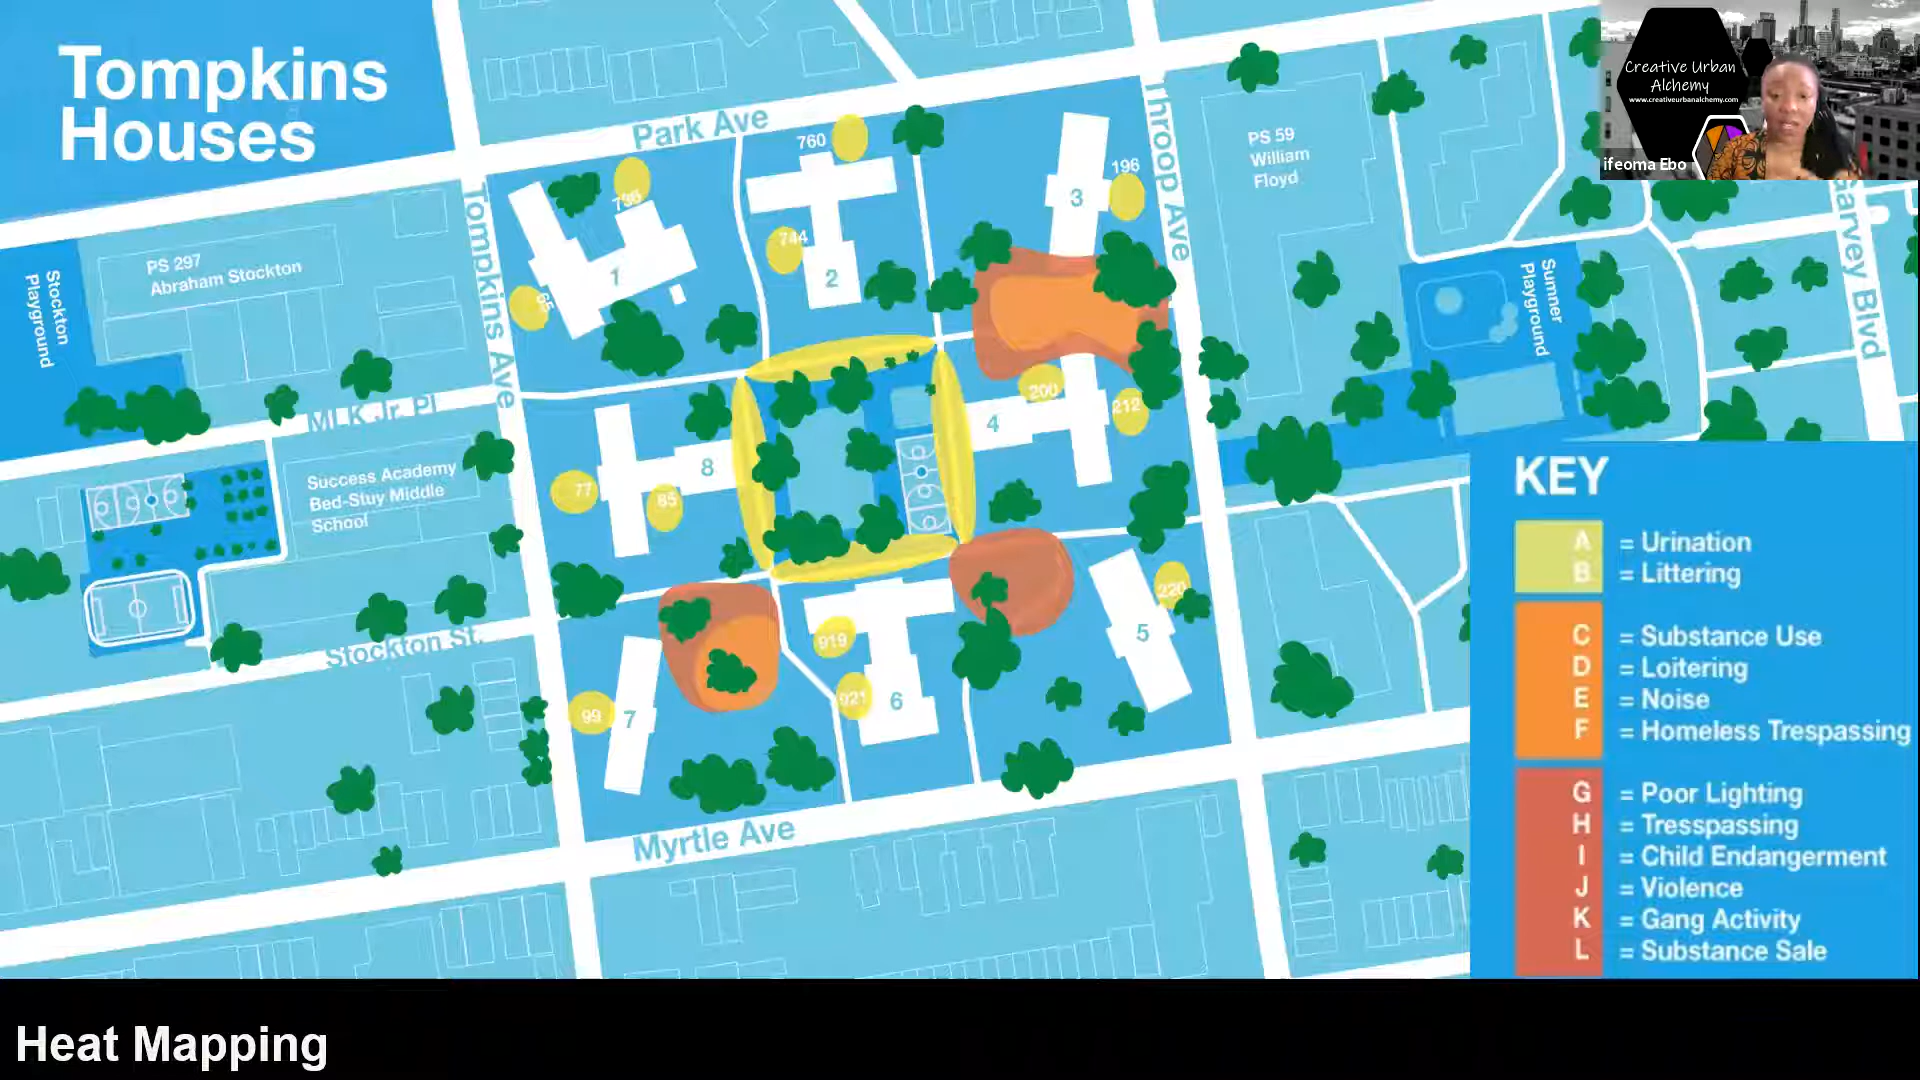 Tompkins
Houses
Park Ave
760
796
744
65
196
1
2
3
Throop Ave
Tompkins Ave
PS 59
William
Floyd
Creative Urban
Alchemy
www.creativeurbanalchemy.com
ifeoma Ebo
Stockton
Playground
PS 297
Abraham Stockton
Sumner
Playground
Garvey Blvd
MLK Jr. Pl
Success Academy
Bed-Stuy Middle
School
200
212
4
8
77
85
220
5
919
921
6
99
7
Stockton St.
Myrtle Ave
KEY
A = Urination
B = Littering
C = Substance Use
D = Loitering
E = Noise
F = Homeless Trespassing
G = Poor Lighting
H = Tresspassing
I = Child Endangerment
J = Violence
K = Gang Activity
L = Substance Sale
Heat Mapping